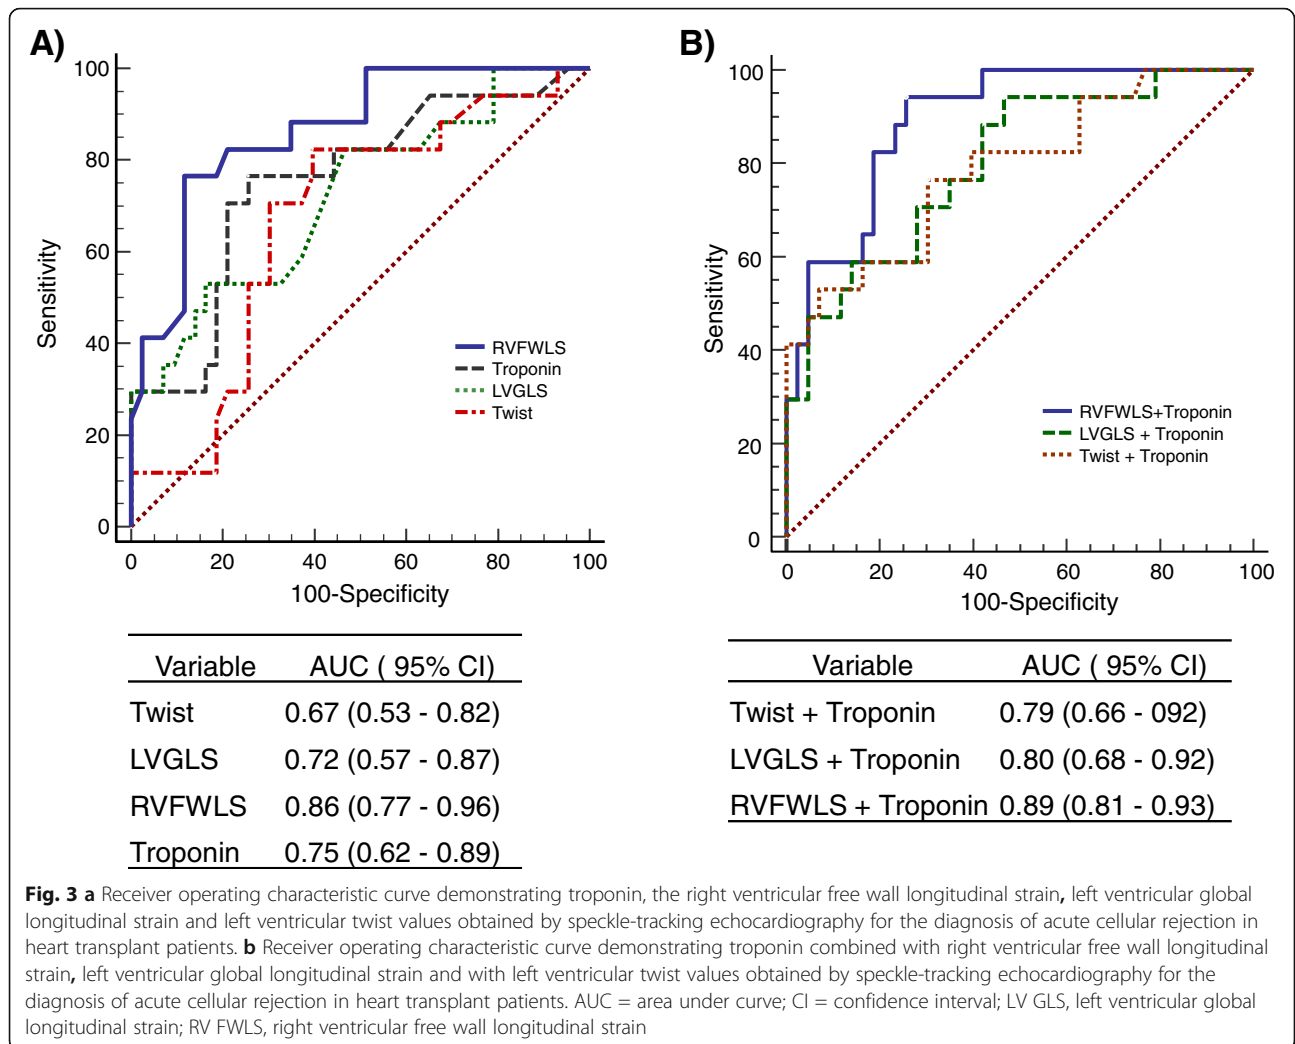 A)
100
80
60
40
20
0
Sensitivity
RVFWLS
Troponin
LVGLS
Twist
0 20 40 60 80 100
100-Specificity
Variable AUC ( 95% CI)
Twist 0.67 (0.53 - 0.82)
LVGLS 0.72 (0.57 - 0.87)
RVFWLS 0.86 (0.77 - 0.96)
Troponin 0.75 (0.62 - 0.89)
B)
100
80
60
40
20
0
Sensitivity
RVFWLS+Troponin
LVGLS + Troponin
Twist + Troponin
0 20 40 60 80 100
100-Specificity
Variable AUC ( 95% CI)
Twist + Troponin 0.79 (0.66 - 092)
LVGLS + Troponin 0.80 (0.68 - 0.92)
RVFWLS + Troponin 0.89 (0.81 - 0.93)
Fig. 3 a Receiver operating characteristic curve demonstrating troponin, the right ventricular free wall longitudinal strain, left ventricular global
longitudinal strain and left ventricular twist values obtained by speckle-tracking echocardiography for the diagnosis of acute cellular rejection in
heart transplant patients. b Receiver operating characteristic curve demonstrating troponin combined with right ventricular free wall longitudinal
strain, left ventricular global longitudinal strain and with left ventricular twist values obtained by speckle-tracking echocardiography for the
diagnosis of acute cellular rejection in heart transplant patients. AUC = area under curve; CI = confidence interval; LV GLS, left ventricular global
longitudinal strain; RV FWLS, right ventricular free wall longitudinal strain